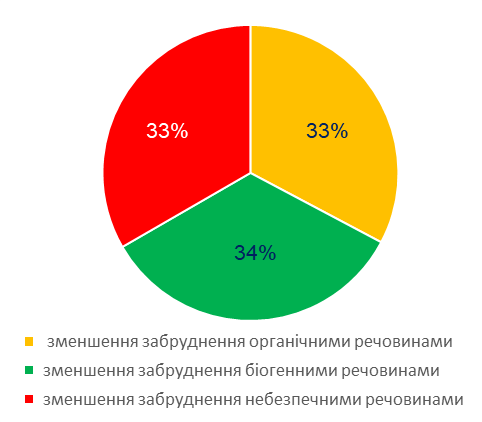 33%
33%
34%
зменшення забруднення органічними речовинами
зменшення забруднення біогенними речовинами
зменшення забруднення небезпечними речовинами